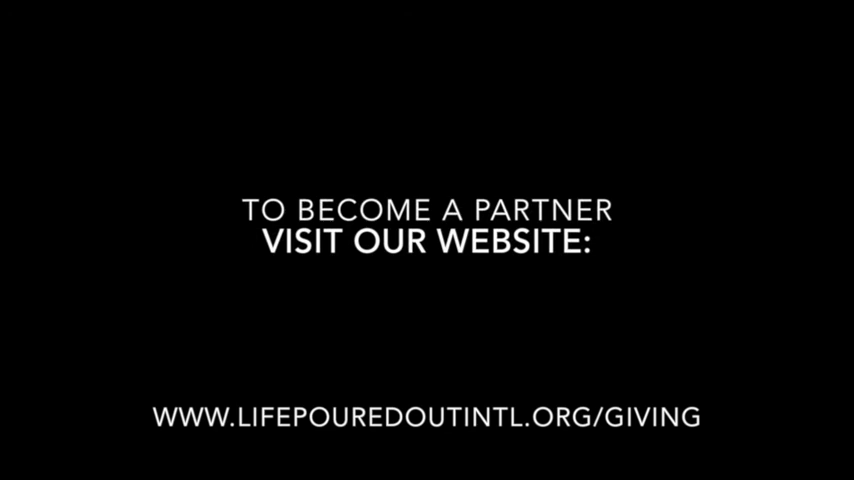 TO BECOME A PARTNER
VISIT OUR WEBSITE:
WWW.LIFEPOUREDOUTINTL.ORG/GIVING